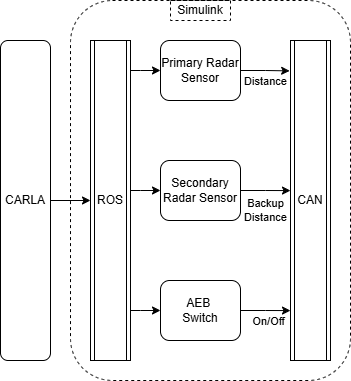 Simulink
CARLA
ROS
Primary Radar
Sensor
Distance
Secondary
Radar Sensor
Backup
Distance
AEB
Switch
On/Off
CAN